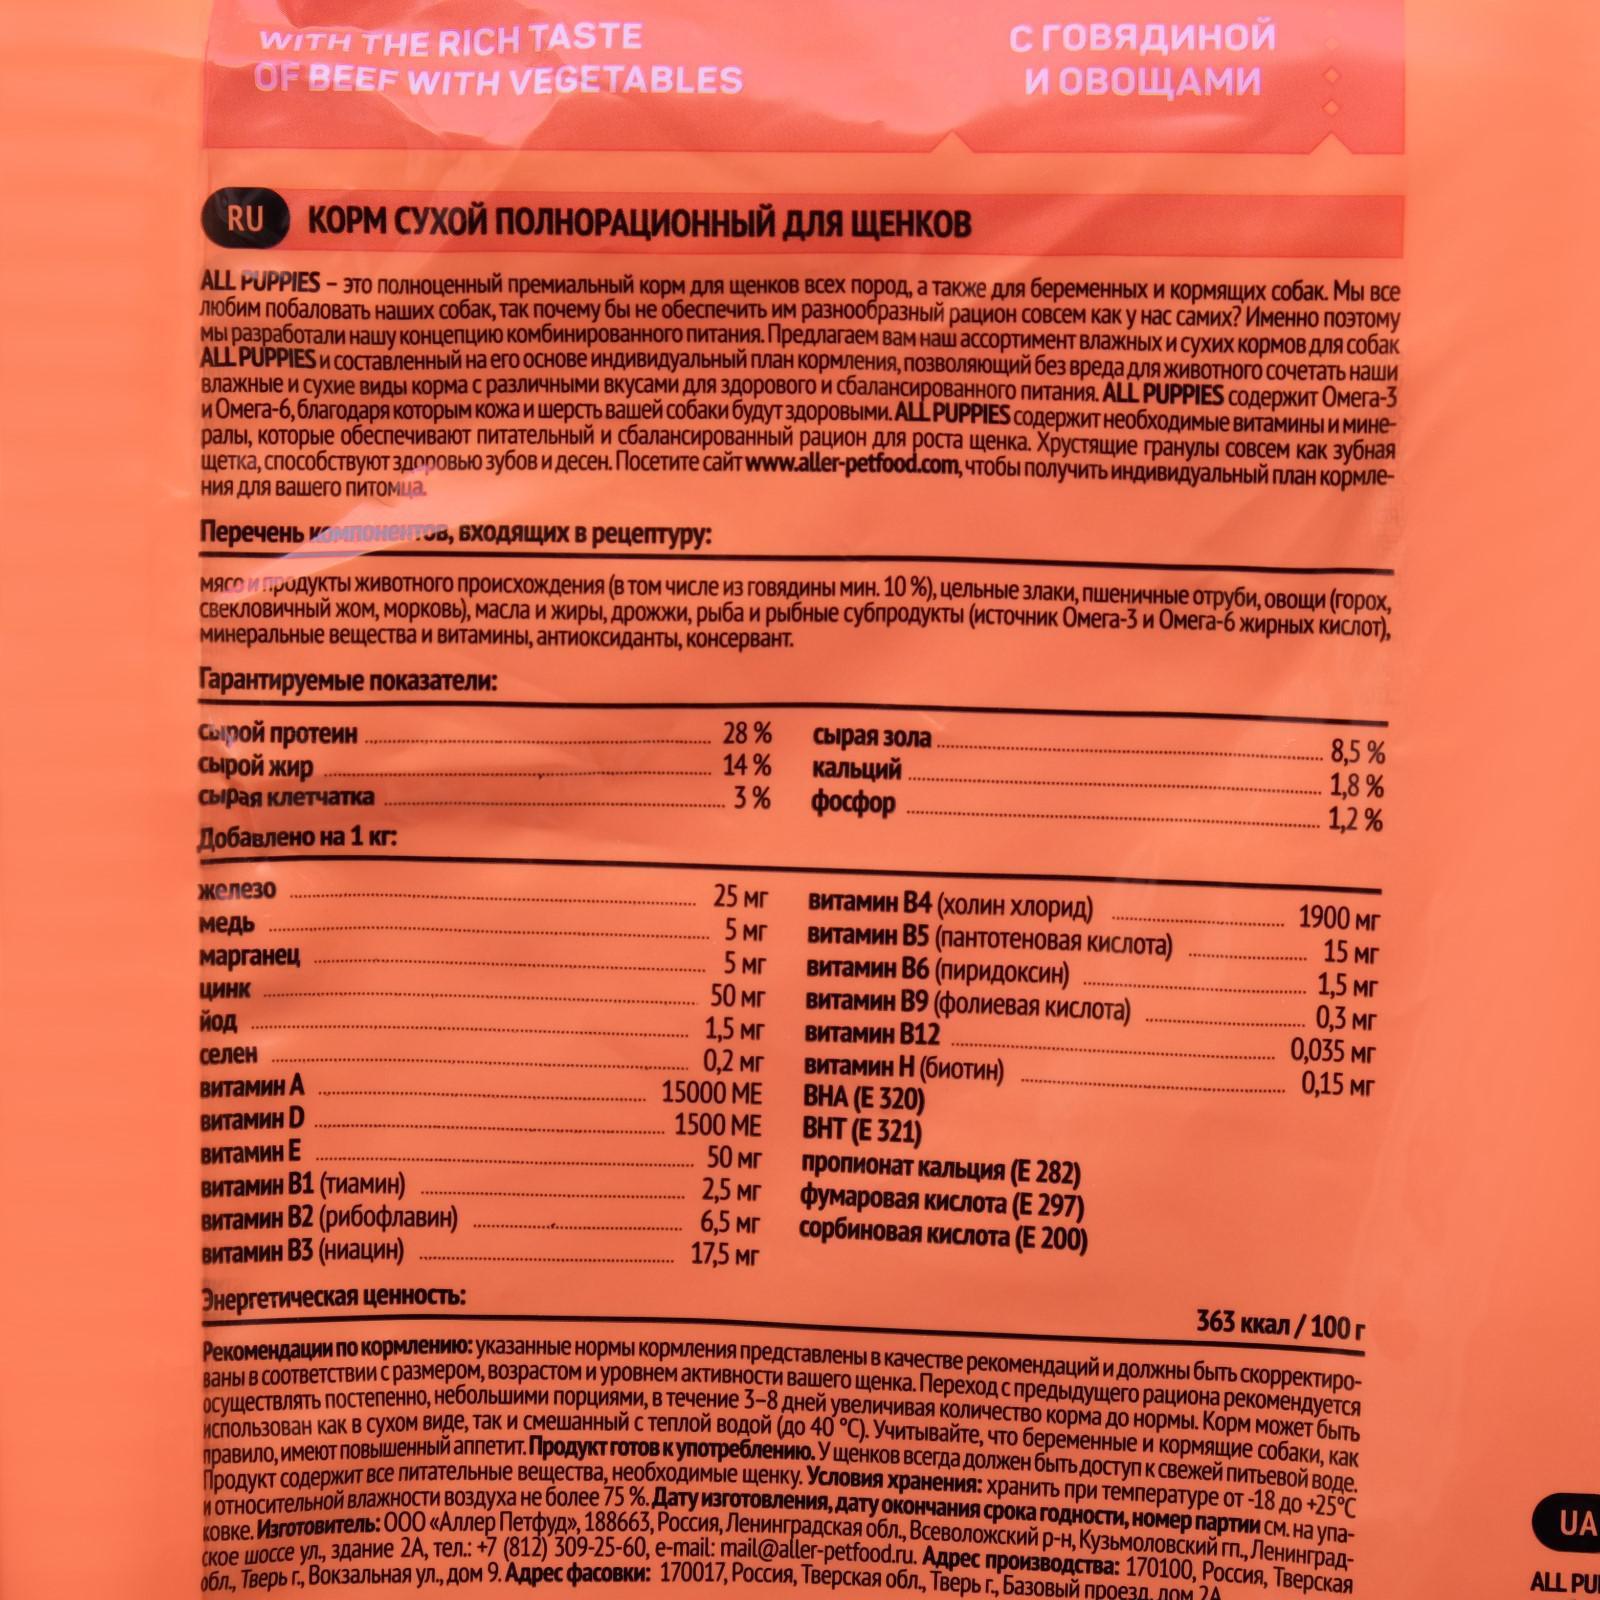 WITH THE RICH TASTE
OF BEEF WITH VEGETABLES
С ГОВЯДИНОЙ
И ОВОЩАМИ
RU КОРМ СУХОЙ ПОЛНОРАЦИОННЫЙ ДЛЯ ЩЕНКОВ
ALL PUPPIES – это полноценный премиальный корм для щенков всех пород, а также для беременных и кормящих собак. Мы все
любим побаловать наших собак, так почему бы не обеспечить им разнообразный рацион совсем как у нас самих? Именно поэтому
мы разработали нашу концепцию комбинированного питания. Предлагаем вам наш ассортимент влажных и сухих кормов для собак
ALL PUPPIES и составленный на его основе индивидуальный план кормления, позволяющий без вреда для животного сочетать наши
влажные и сухие виды корма с различными вкусами для здорового и сбалансированного питания. ALL PUPPIES содержит Омега-3
и Омега-6, благодаря которым кожа и шерсть вашей собаки будут здоровыми. ALL PUPPIES содержит необходимые витамины и мине-
ралы, которые обеспечивают питательный и сбалансированный рацион для роста щенка. Хрустящие гранулы совсем как зубная
щетка, способствуют здоровью зубов и десен. Посетите сайт www.aller-petfood.com, чтобы получить индивидуальный план кормле-
ния для вашего питомца.
Перечень компонентов, входящих в рецептуру:
мясо и продукты животного происхождения (в том числе из говядины мин. 10 %), цельные злаки, пшеничные отруби, овощи (горох,
свекловичный жом, морковь), масла и жиры, дрожжи, рыба и рыбные субпродукты (источник Омега-3 и Омега-6 жирных кислот),
минеральные вещества и витамины, антиоксиданты, консервант.
Гарантируемые показатели:
сырой протеин 28 %
сырой жир 14 %
сырая клетчатка 3 %
сырая зола 8,5 %
кальций 1,8 %
фосфор 1,2 %
Добавлено на 1 кг:
железо 25 мг
медь 5 мг
марганец 5 мг
цинк 50 мг
йод 1,5 мг
селен 0,2 мг
витамин A 15000 МЕ
витамин D 1500 МЕ
витамин E 50 мг
витамин B1 (тиамин) 2,5 мг
витамин B2 (рибофлавин) 6,5 мг
витамин B3 (ниацин) 17,5 мг
витамин B4 (холин хлорид) 1900 мг
витамин B5 (пантотеновая кислота) 15 мг
витамин B6 (пиридоксин) 1,5 мг
витамин B9 (фолиевая кислота) 0,3 мг
витамин B12 0,035 мг
витамин H (биотин) 0,15 мг
BHA (E 320)
BHT (E 321)
пропионат кальция (E 282)
фумаровая кислота (E 297)
сорбиновая кислота (E 200)
Энергетическая ценность: 363 ккал / 100 г
Рекомендации по кормлению: указанные нормы кормления представлены в качестве рекомендаций и должны быть скорректиро-
ваны в соответствии с размером, возрастом и уровнем активности вашего щенка. Переход с предыдущего рациона рекомендуется
осуществлять постепенно, небольшими порциями, в течение 3–8 дней увеличивая количество корма до нормы. Корм может быть
использован как в сухом виде, так и смешанный с теплой водой (до 40 °C). Учитывайте, что беременные и кормящие собаки, как
правило, имеют повышенный аппетит. Продукт готов к употреблению. У щенков всегда должен быть доступ к свежей питьевой воде.
Продукт содержит все питательные вещества, необходимые щенку. Условия хранения: хранить при температуре от -18 до +25°C
и относительной влажности воздуха не более 75 %. Дату изготовления, дату окончания срока годности, номер партии см. на упа-
ковке. Изготовитель: ООО «Аллер Петфуд», 188663, Россия, Ленинградская обл., Всеволожский р-н, Кузьмоловский гп., Ленинград-
ское шоссе ул., здание 2А, тел.: +7 (812) 309-25-60, e-mail: mail@aller-petfood.ru. Адрес производства: 170100, Россия, Тверская
обл., Тверь г., Вокзальная ул., дом 9. Адрес фасовки: 170017, Россия, Тверская обл., Тверь г., Базовый проезд, дом 2А
UA
ALL